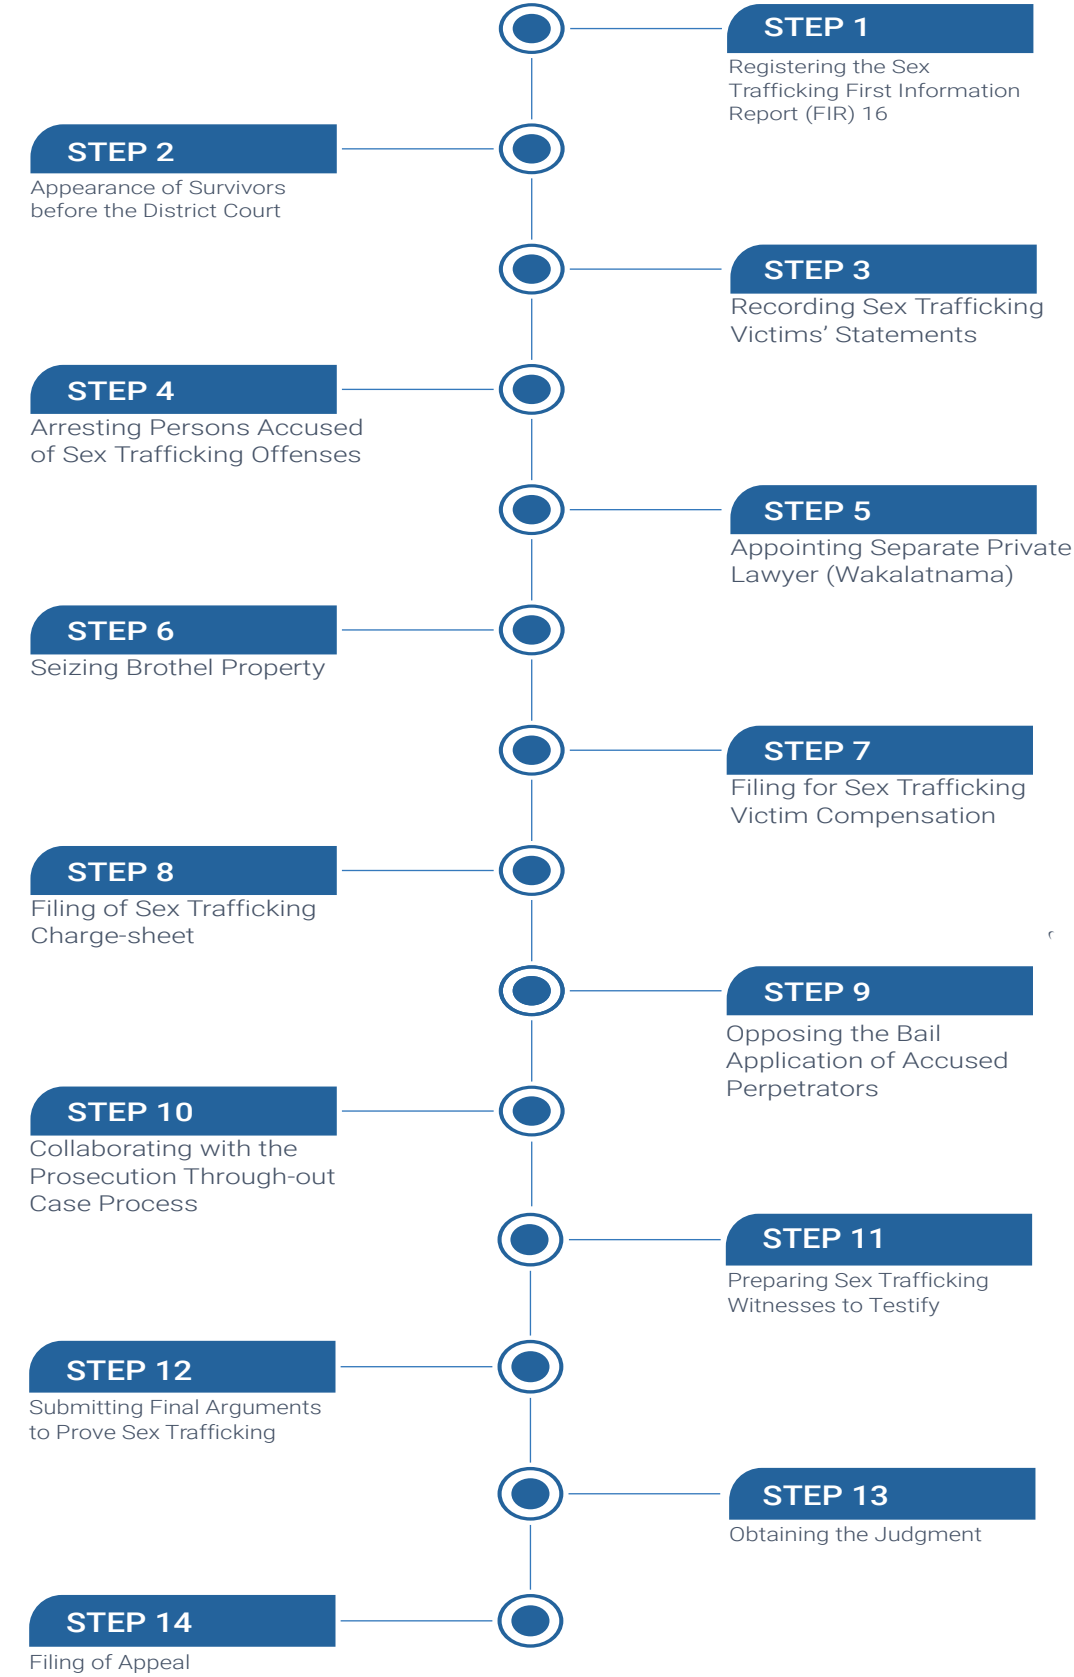 STEP 1
Registering the Sex
Trafficking First Information
Report (FIR) 16
STEP 2
Appearance of Survivors
before the District Court
STEP 3
Recording Sex Trafficking
Victims’ Statements
STEP 4
Arresting Persons Accused
of Sex Trafficking Offenses
STEP 5
Appointing Separate Private
Lawyer (Wakalatnama)
STEP 6
Seizing Brothel Property
STEP 7
Filing for Sex Trafficking
Victim Compensation
STEP 8
Filing of Sex Trafficking
Charge-sheet
STEP 9
Opposing the Bail
Application of Accused
Perpetrators
STEP 10
Collaborating with the
Prosecution Through-out
Case Process
STEP 11
Preparing Sex Trafficking
Witnesses to Testify
STEP 12
Submitting Final Arguments
to Prove Sex Trafficking
STEP 13
Obtaining the Judgment
STEP 14
Filing of Appeal